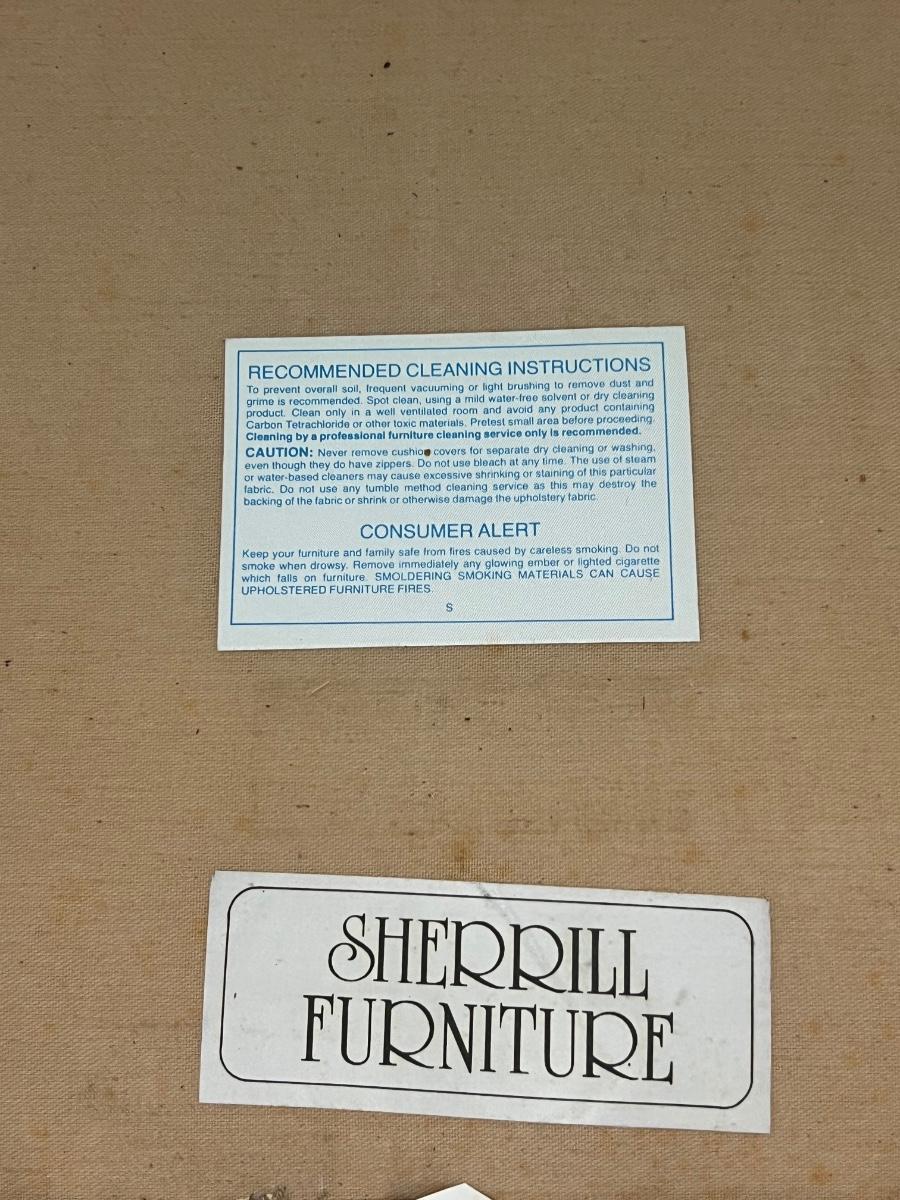 RECOMMENDED CLEANING INSTRUCTIONS
To prevent overall soil, frequent vacuuming or light brushing to remove dust and
grime is recommended. Spot clean, using a mild water-free solvent or dry cleaning
product. Clean only in a well ventilated room and avoid any product containing
Carbon Tetrachloride or other toxic materials. Pretest small area before proceeding.
Cleaning by a professional furniture cleaning service only is recommended.
CAUTION: Never remove cushion covers for separate dry cleaning or washing,
even though they do have zippers. Do not use bleach at any time. The use of steam
or water-based cleaners may cause excessive shrinking or staining of this particular
fabric. Do not use any tumble method cleaning service as this may destroy the
backing of the fabric or shrink or otherwise damage the upholstery fabric.
CONSUMER ALERT
Keep your furniture and family safe from fires caused by careless smoking. Do not
smoke when drowsy. Remove immediately any glowing ember or lighted cigarette
which falls on furniture. SMOLDERING SMOKING MATERIALS CAN CAUSE
UPHOLSTERED FURNITURE FIRES.
S
SHERRILL
FURNITURE